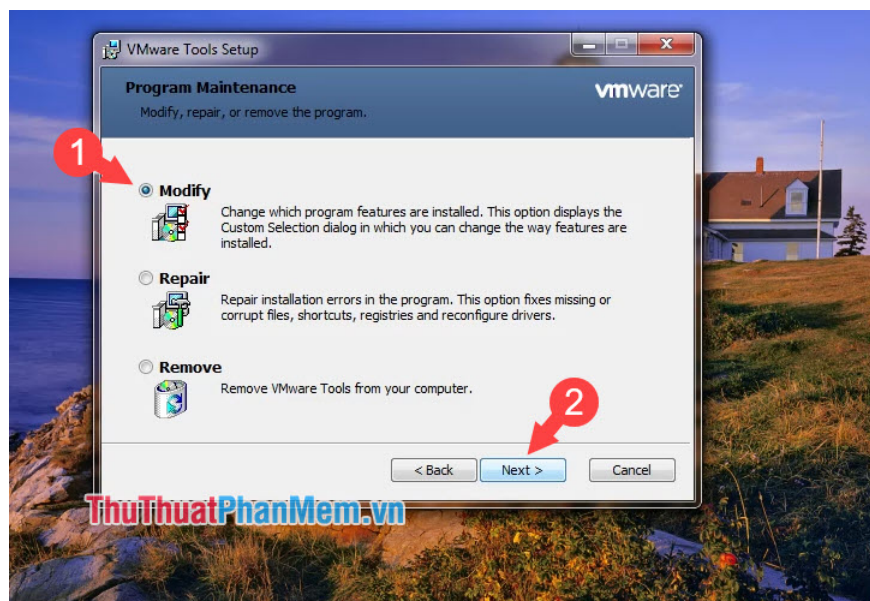 VMware Tools Setup
Program Maintenance
vmware
Modify, repair, or remove the program.
1
Modify
Change which program features are installed. This option displays the
Custom Selection dialog in which you can change the way features are
installed.
Repair
Repair installation errors in the program. This option fixes missing or
corrupt files, shortcuts, registries and reconfigure drivers.
Remove
Remove VMware Tools from your computer.
2
< Back
Next >
Cancel
ThuThuatPhanMem.vn